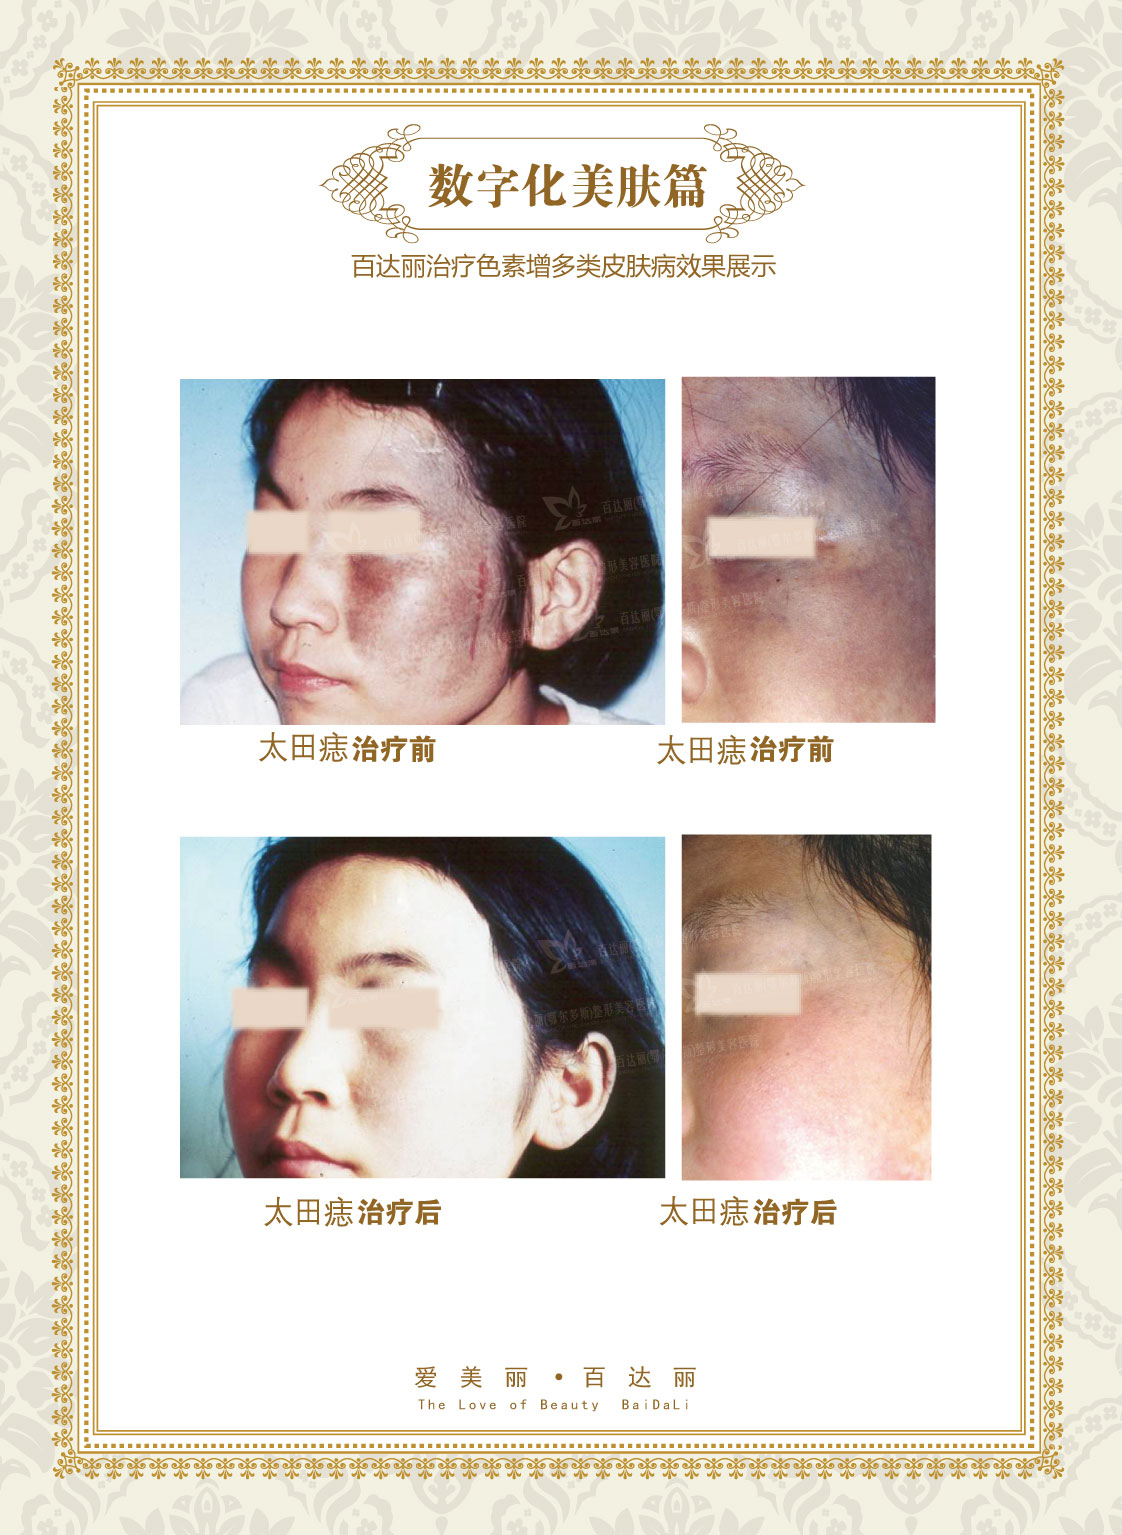 数字化美肤篇
百达丽治疗色素增多类皮肤病效果展示
太田痣治疗前
太田痣治疗前
太田痣治疗后
太田痣治疗后
爱美丽·百达丽
The Love of Beauty BaiDaLi